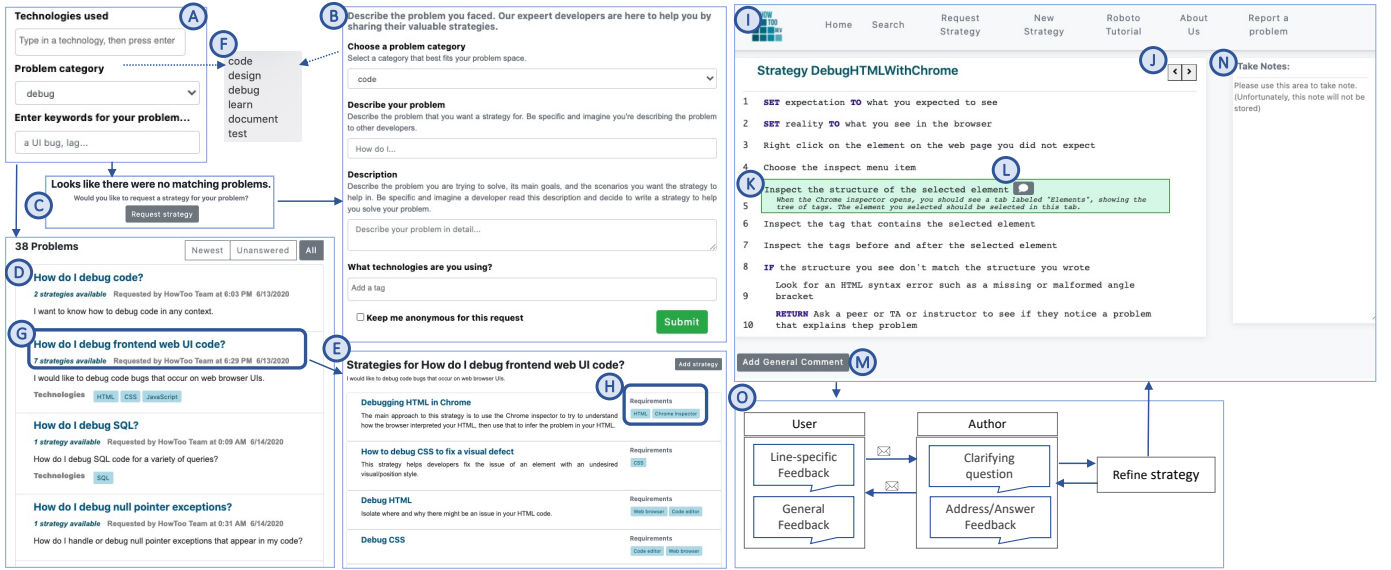 A
Technologies used
Type in a technology, then press enter
Problem category
debug
Enter keywords for your problem...
a UI bug, lag...
F
code
design
debug
learn
document
test
C
Looks like there were no matching problems.
Would you like to request a strategy for your problem?
Request strategy
38 Problems
Newest
Unanswered
All
D
How do I debug code?
2 strategies available Requested by HowToo Team at 6:03 PM 6/13/2020
I want to know how to debug code in any context.
G
How do I debug frontend web UI code?
7 strategies available Requested by HowToo Team at 6:29 PM 6/13/2020
I would like to debug code bugs that occur on web browser UIs.
Technologies HTML CSS JavaScript
How do I debug SQL?
1 strategy available Requested by HowToo Team at 0:09 AM 6/14/2020
How do I debug SQL code for a variety of queries?
Technologies SQL
How do I debug null pointer exceptions?
1 strategy available Requested by HowToo Team at 0:31 AM 6/14/2020
How do I handle or debug null pointer exceptions that appear in my code?
B
Describe the problem you faced. Our expeert developers are here to help you by
sharing their valuable strategies.
Choose a problem category
Select a category that best fits your problem space.
code
Describe your problem
Describe the problem that you want a strategy for. Be specific and imagine you're describing the problem
to other developers.
How do I...
Description
Describe the problem you are trying to solve, its main goals, and the scenarios you want the strategy to
help in. Be specific and imagine a developer read this description and decide to write a strategy to help
you solve your problem.
Describe your problem in detail...
What technologies are you using?
Add a tag
Keep me anonymous for this request
Submit
E
Strategies for How do I debug frontend web UI code?
Add strategy
I would like to debug code bugs that occur on web browser UIs.
H
Debugging HTML in Chrome
Requirements
The main approach to this strategy is to use the Chrome inspector to try to understand
how the browser interpreted your HTML, then use that to infer the problem in your HTML.
HTML Chrome inspector
How to debug CSS to fix a visual defect
Requirements
This strategy helps developers fix the issue of an element with an undesired
visual/position style.
CSS
Debug HTML
Requirements
Isolate where and why there might be an issue in your HTML code.
Web browser Code editor
Debug CSS
Requirements
Code editor Web browser
I
HOW
TOO
DEV
Home
Search
Request
Strategy
New
Strategy
Roboto
Tutorial
About
Us
Report a
problem
Strategy DebugHTMLWithChrome
J
< >
1 SET expectation TO what you expected to see
2 SET reality TO what you see in the browser
3 Right click on the element on the web page you did not expect
4 Choose the inspect menu item
K
L
5 Inspect the structure of the selected element
When the Chrome inspector opens, you should see a tab labeled "Elements", showing the
tree of tags. The element you selected should be selected in this tab.
6 Inspect the tag that contains the selected element
7 Inspect the tags before and after the selected element
8 IF the structure you see don't match the structure you wrote
9 Look for an HTML syntax error such as a missing or malformed angle
bracket
10 RETURN Ask a peer or TA or instructor to see if they notice a problem
that explains thep problem
N
Take Notes:
Please use this area to take note.
(Unfortunately, this note will not be
stored)
Add General Comment
M
O
User
Line-specific
Feedback
General
Feedback
Author
Clarifying
question
Address/Answer
Feedback
Refine strategy